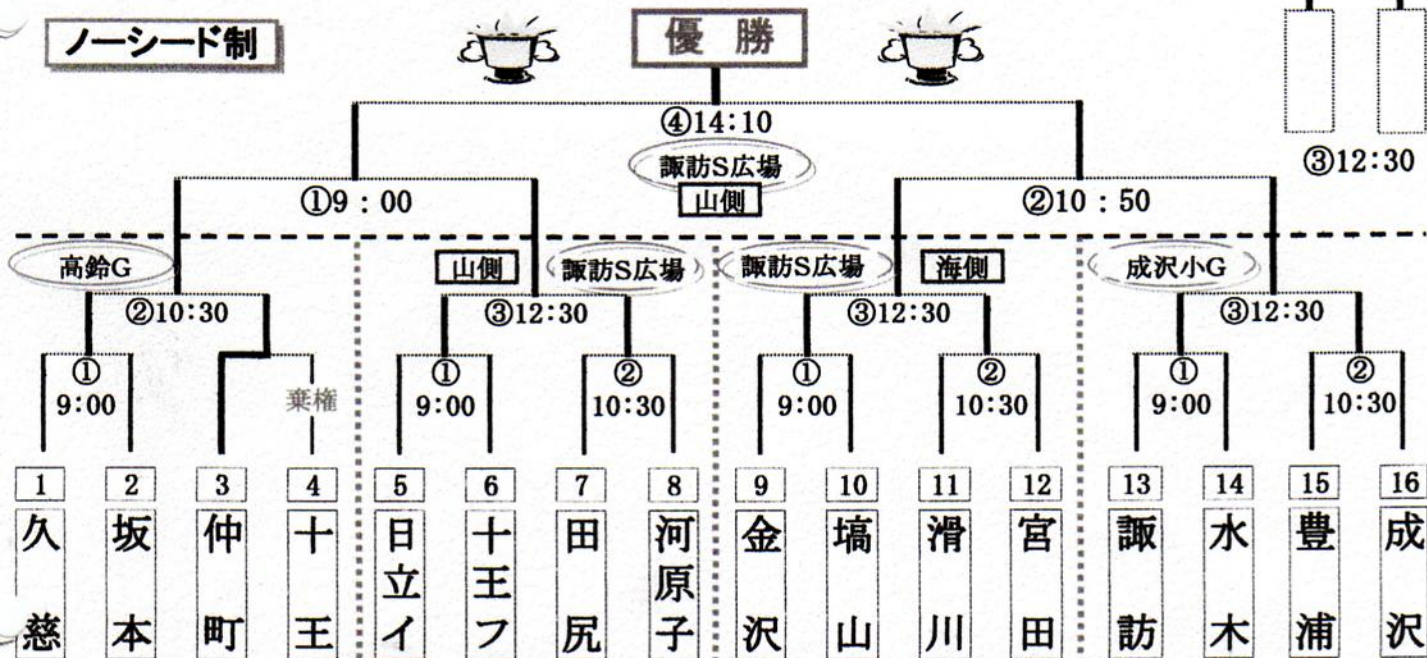 ノーシード制
優勝
④14:10
諏訪S広場
山側
③12:30
①9:00
②10:50
高鈴G
山側
諏訪S広場
諏訪S広場
海側
成沢小G
②10:30
③12:30
③12:30
③12:30
①
9:00
棄権
①
9:00
②
10:30
①
9:00
②
10:30
①
9:00
②
10:30
1
2
3
4
5
6
7
8
9
10
11
12
13
14
15
16
久慈
坂本
仲町
十王
日立イ
十王フ
田尻
河原子
金沢
塙山
滑川
宮田
諏訪
水木
豊浦
成沢